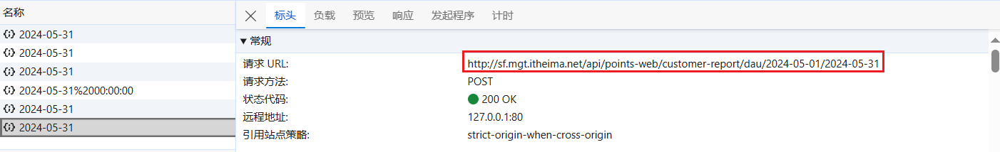 名称
2024-05-31
2024-05-31
2024-05-31
2024-05-31%2000:00:00
2024-05-31
2024-05-31
标头 负载 预览 响应 发起程序 计时
▼ 常规
请求 URL: http://sf.mgt.itheima.net/api/points-web/customer-report/dau/2024-05-01/2024-05-31
请求方法: POST
状态代码: 200 OK
远程地址: 127.0.0.1:80
引用站点策略: strict-origin-when-cross-origin